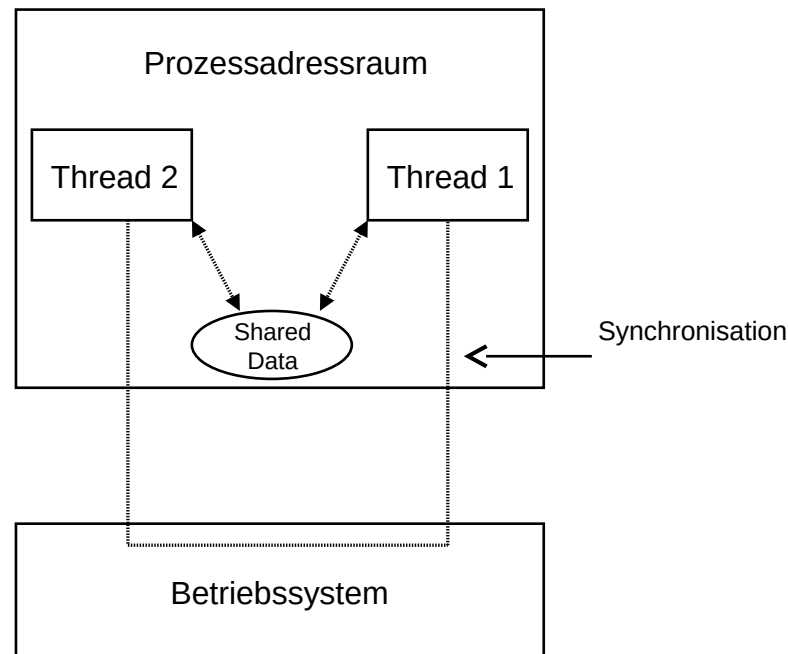 Prozessadressraum
Thread 2
Thread 1
Shared
Data
Synchronisation
Betriebssystem